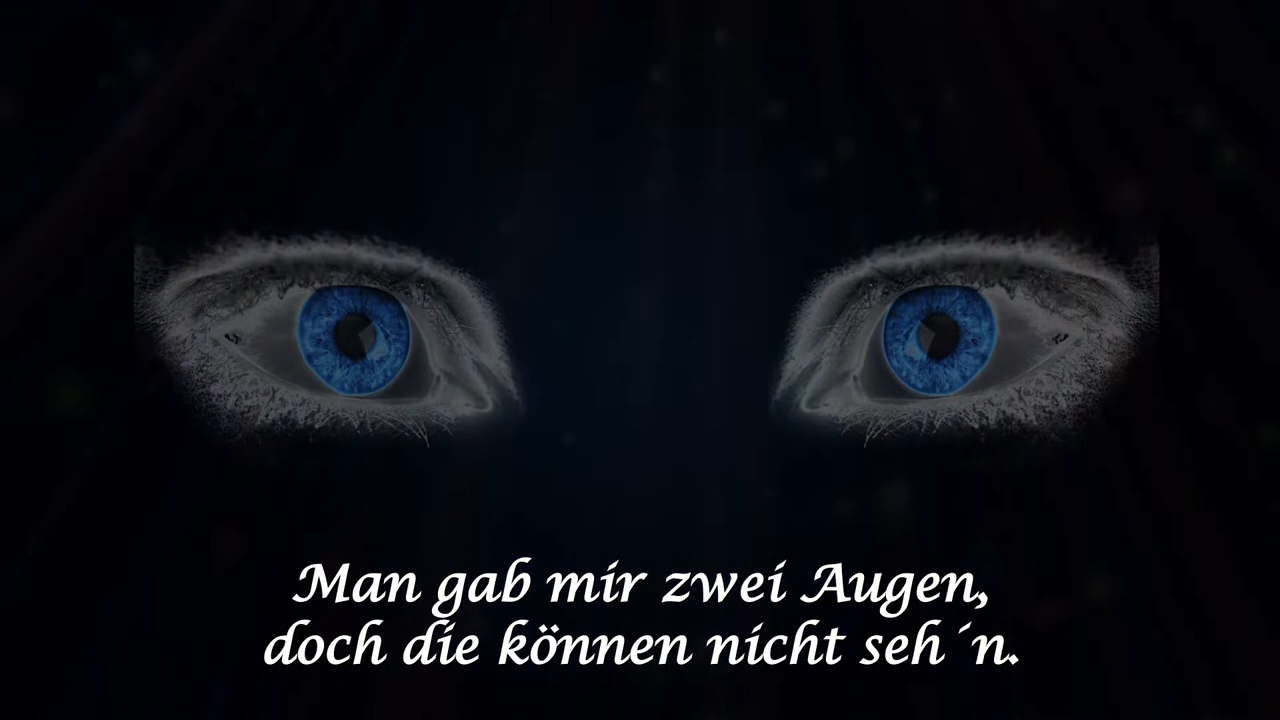 Man gab mir zwei Augen,
doch die können nicht seh´n.